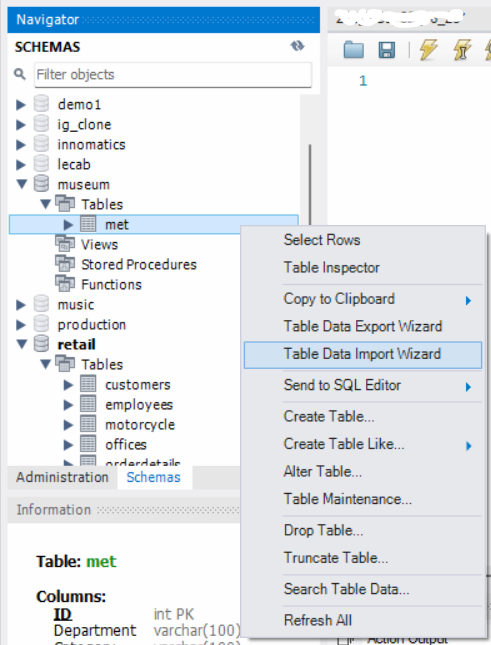 Navigator
SCHEMAS
Filter objects
1
demo1
ig_clone
innomatics
lecab
museum
Tables
met
Views
Stored Procedures
Functions
music
production
retail
Tables
customers
employees
motorcycle
offices
orderdetails
Select Rows
Table Inspector
Copy to Clipboard
Table Data Export Wizard
Table Data Import Wizard
Send to SQL Editor
Create Table...
Create Table Like...
Alter Table...
Table Maintenance...
Drop Table...
Truncate Table...
Search Table Data...
Refresh All
Administration Schemas
Information
Table: met
Columns:
ID int PK
Department varchar(100)
Category varchar(100)
Action Output